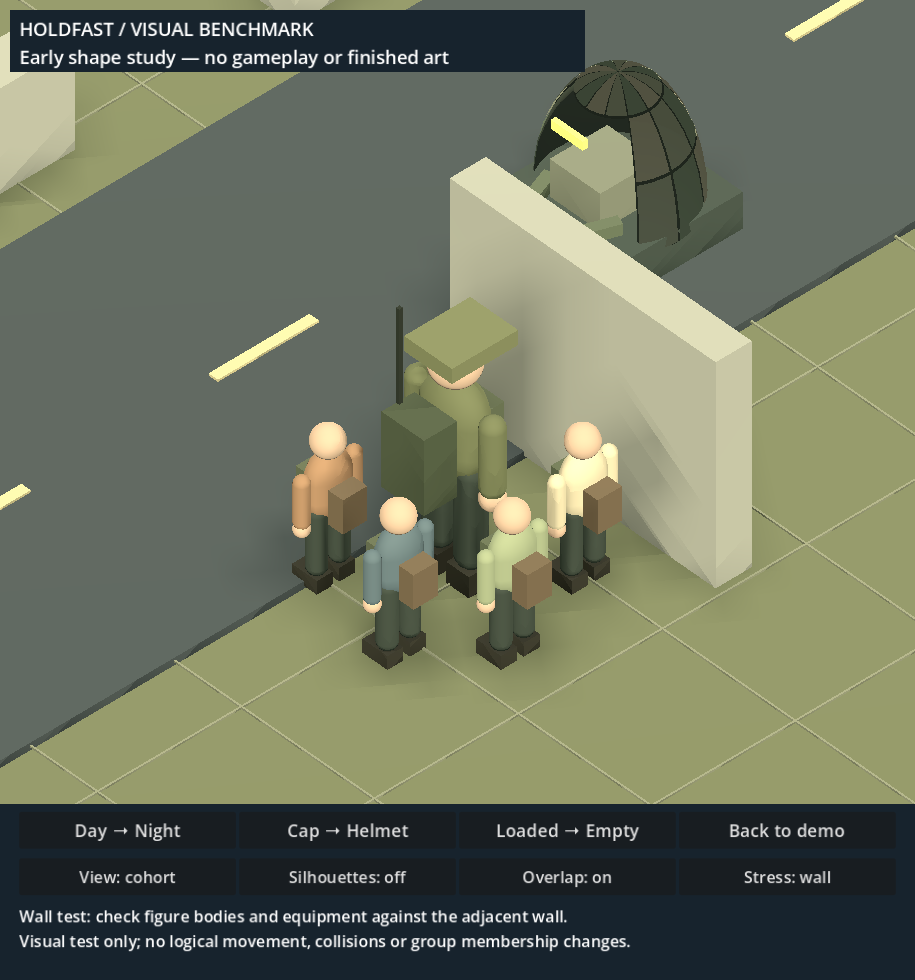 HOLDFAST / VISUAL BENCHMARK
Early shape study — no gameplay or finished art
Day → Night
Cap → Helmet
Loaded → Empty
Back to demo
View: cohort
Silhouettes: off
Overlap: on
Stress: wall
Wall test: check figure bodies and equipment against the adjacent wall.
Visual test only; no logical movement, collisions or group membership changes.